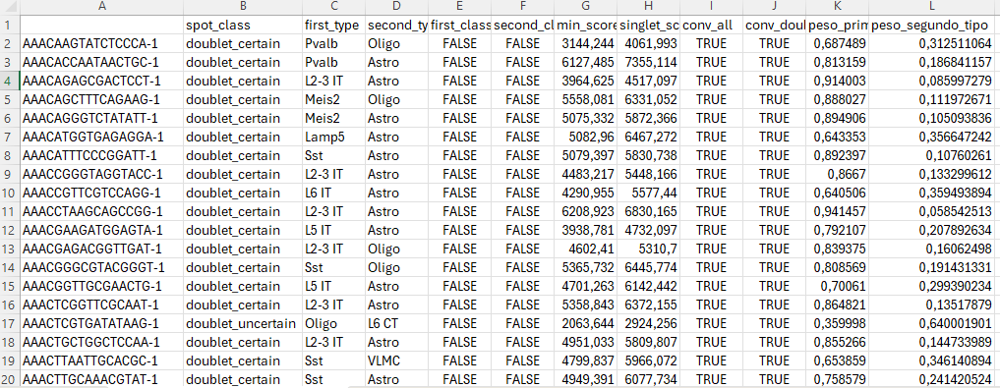 A B C D E F G H I J K L
1 spot_class first_type second_ty first_class second_cl min_score singlet_sc conv_all conv_doul peso_prin peso_segundo_tipo
2 AAACAAGTATCTCCCA-1 doublet_certain Pvalb Oligo FALSE FALSE 3144,244 4061,993 TRUE TRUE 0,687489 0,312511064
3 AAACACCAATAACTGC-1 doublet_certain Pvalb Astro FALSE FALSE 6127,485 7355,114 TRUE TRUE 0,813159 0,186841157
4 AAACAGAGCGACTCCT-1 doublet_certain L2-3 IT Astro FALSE FALSE 3964,625 4517,097 TRUE TRUE 0,914003 0,085997279
5 AAACAGCTTTCAGAAG-1 doublet_certain Meis2 Oligo FALSE FALSE 5558,081 6331,052 TRUE TRUE 0,888027 0,111972671
6 AAACAGGGTCTATATT-1 doublet_certain Meis2 Astro FALSE FALSE 5075,332 5872,366 TRUE TRUE 0,894906 0,105093836
7 AAACATGGTGAGAGGA-1 doublet_certain Lamp5 Astro FALSE FALSE 5082,96 6467,272 TRUE TRUE 0,643353 0,356647242
8 AAACATTTCCCGGATT-1 doublet_certain Sst Astro FALSE FALSE 5079,397 5830,738 TRUE TRUE 0,892397 0,10760261
9 AAACCGGGTAGGTACC-1 doublet_certain L2-3 IT Astro FALSE FALSE 4483,217 5448,166 TRUE TRUE 0,8667 0,133299612
10 AAACCGTTCGTCCAGG-1 doublet_certain L6 IT Astro FALSE FALSE 4290,955 5577,44 TRUE TRUE 0,640506 0,359493894
11 AAACCTAAGCAGCCGG-1 doublet_certain L2-3 IT Astro FALSE FALSE 6208,923 6830,165 TRUE TRUE 0,941457 0,058542513
12 AAACGAAGATGGAGTA-1 doublet_certain L5 IT Astro FALSE FALSE 3938,781 4732,097 TRUE TRUE 0,792107 0,207892634
13 AAACGAGACGGTTGAT-1 doublet_certain L2-3 IT Oligo FALSE FALSE 4602,41 5310,7 TRUE TRUE 0,839375 0,16062498
14 AAACGGGCGTACGGGT-1 doublet_certain Sst Oligo FALSE FALSE 5365,732 6445,774 TRUE TRUE 0,808569 0,191431331
15 AAACGGTTGCGAACTG-1 doublet_certain L5 IT Astro FALSE FALSE 4701,263 6142,442 TRUE TRUE 0,70061 0,299390234
16 AAACTCGGTTCGCAAT-1 doublet_certain L2-3 IT Astro FALSE FALSE 5358,843 6372,155 TRUE TRUE 0,864821 0,13517879
17 AAACTCGTGATATAAG-1 doublet_uncertain Oligo L6 CT FALSE FALSE 2063,644 2924,256 TRUE TRUE 0,359998 0,640001901
18 AAACTGCTGGCTCCAA-1 doublet_certain L2-3 IT Astro FALSE FALSE 4951,033 5809,807 TRUE TRUE 0,855266 0,144733989
19 AAACTTAATTGCACGC-1 doublet_certain Sst VLMC FALSE FALSE 4799,837 5966,072 TRUE TRUE 0,653859 0,346140894
20 AAACTTGCAAACGTAT-1 doublet_certain Sst Astro FALSE FALSE 4949,391 6077,734 TRUE TRUE 0,758579 0,241420524